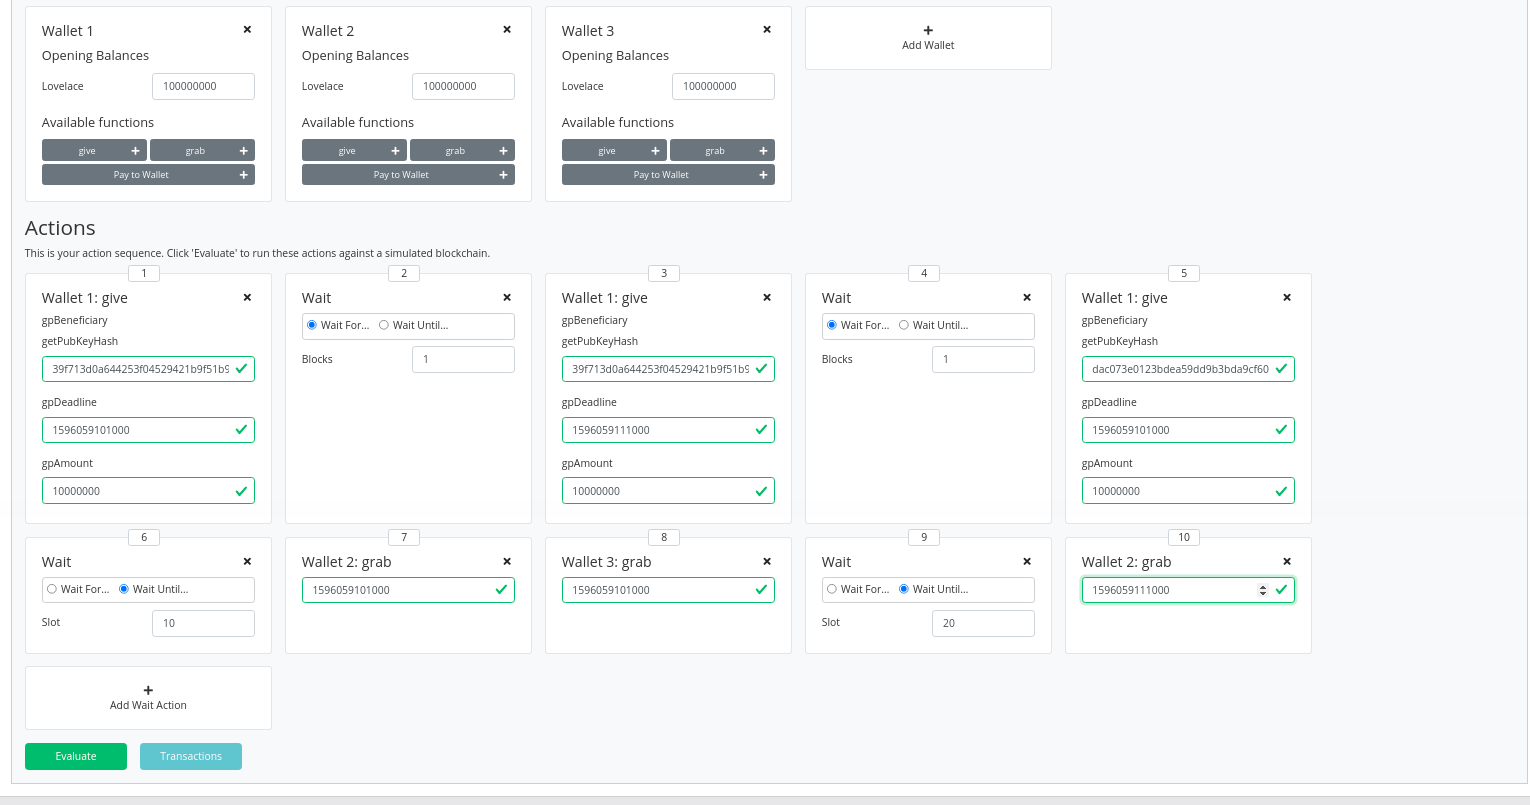 Wallet 1
Opening Balances
Lovelace 100000000
Available functions
give + grab +
Pay to Wallet +
Wallet 2
Opening Balances
Lovelace 100000000
Available functions
give + grab +
Pay to Wallet +
Wallet 3
Opening Balances
Lovelace 100000000
Available functions
give + grab +
Pay to Wallet +
+
Add Wallet
Actions
This is your action sequence. Click 'Evaluate' to run these actions against a simulated blockchain.
1
Wallet 1: give
gpBeneficiary
getPubKeyHash
39f713d0a644253f04529421b9f51b9
gpDeadline
1596059101000
gpAmount
10000000
2
Wait
Wait For... Wait Until...
Blocks 1
3
Wallet 1: give
gpBeneficiary
getPubKeyHash
39f713d0a644253f04529421b9f51b9
gpDeadline
1596059111000
gpAmount
10000000
4
Wait
Wait For... Wait Until...
Blocks 1
5
Wallet 1: give
gpBeneficiary
getPubKeyHash
dac073e0123bdea59dd9b3bda9cf60
gpDeadline
1596059101000
gpAmount
10000000
6
Wait
Wait For... Wait Until...
Slot 10
7
Wallet 2: grab
1596059101000
8
Wallet 3: grab
1596059101000
9
Wait
Wait For... Wait Until...
Slot 20
10
Wallet 2: grab
1596059111000
+
Add Wait Action
Evaluate Transactions